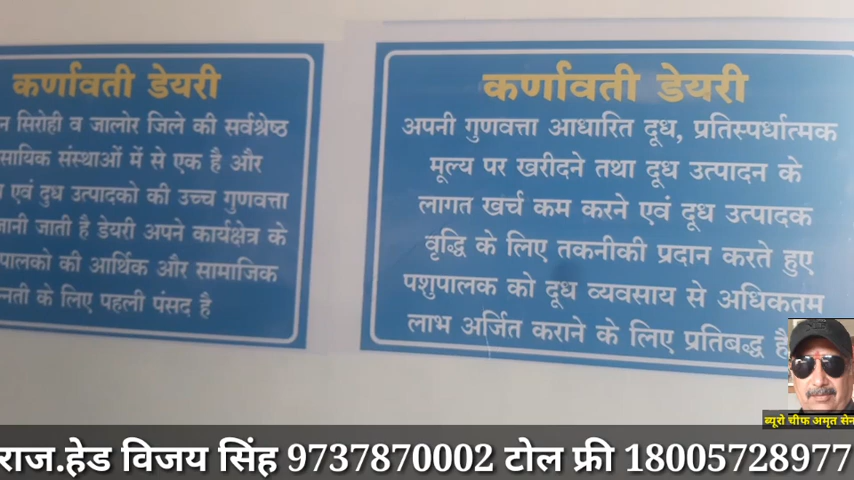 कर्णावती डेयरी
न सिरोही व जालोर जिले की सर्वश्रेष्ठ
सायिक संस्थाओं में से एक है और
एवं दुध उत्पादको की उच्च गुणवत्ता
ानी जाती है डेयरी अपने कार्यक्षेत्र के
पालको की आर्थिक और सामाजिक
नती के लिए पहली पंसद है
कर्णावती डेयरी
अपनी गुणवत्ता आधारित दूध, प्रतिस्पर्धात्मक
मूल्य पर खरीदने तथा दूध उत्पादन के
लागत खर्च कम करने एवं दूध उत्पादक
वृद्धि के लिए तकनीकी प्रदान करते हुए
पशुपालक को दूध व्यवसाय से अधिकतम
लाभ अर्जित कराने के लिए प्रतिबद्ध है
ब्यूरो चीफ अमृत सेन
राज.हेड विजय सिंह 9737870002 टोल फ्री 18005728977